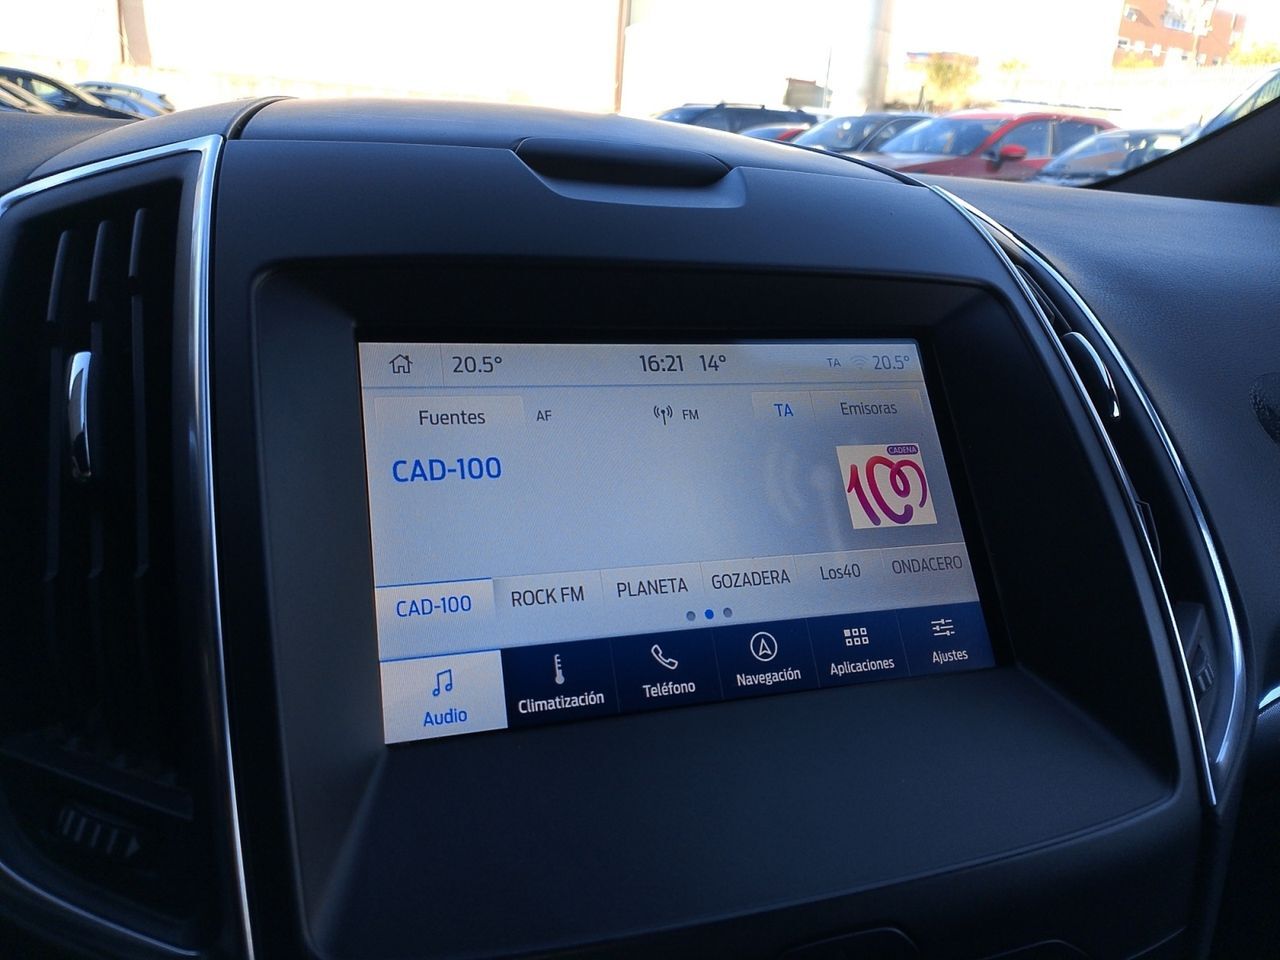 20.5° 16:21 14° TA 20.5°
Fuentes AF FM TA Emisoras
CAD-100
CADENA
100
CAD-100 ROCK FM PLANETA GOZADERA Los40 ONDACERO
Audio Climatización Teléfono Navegación Aplicaciones Ajustes